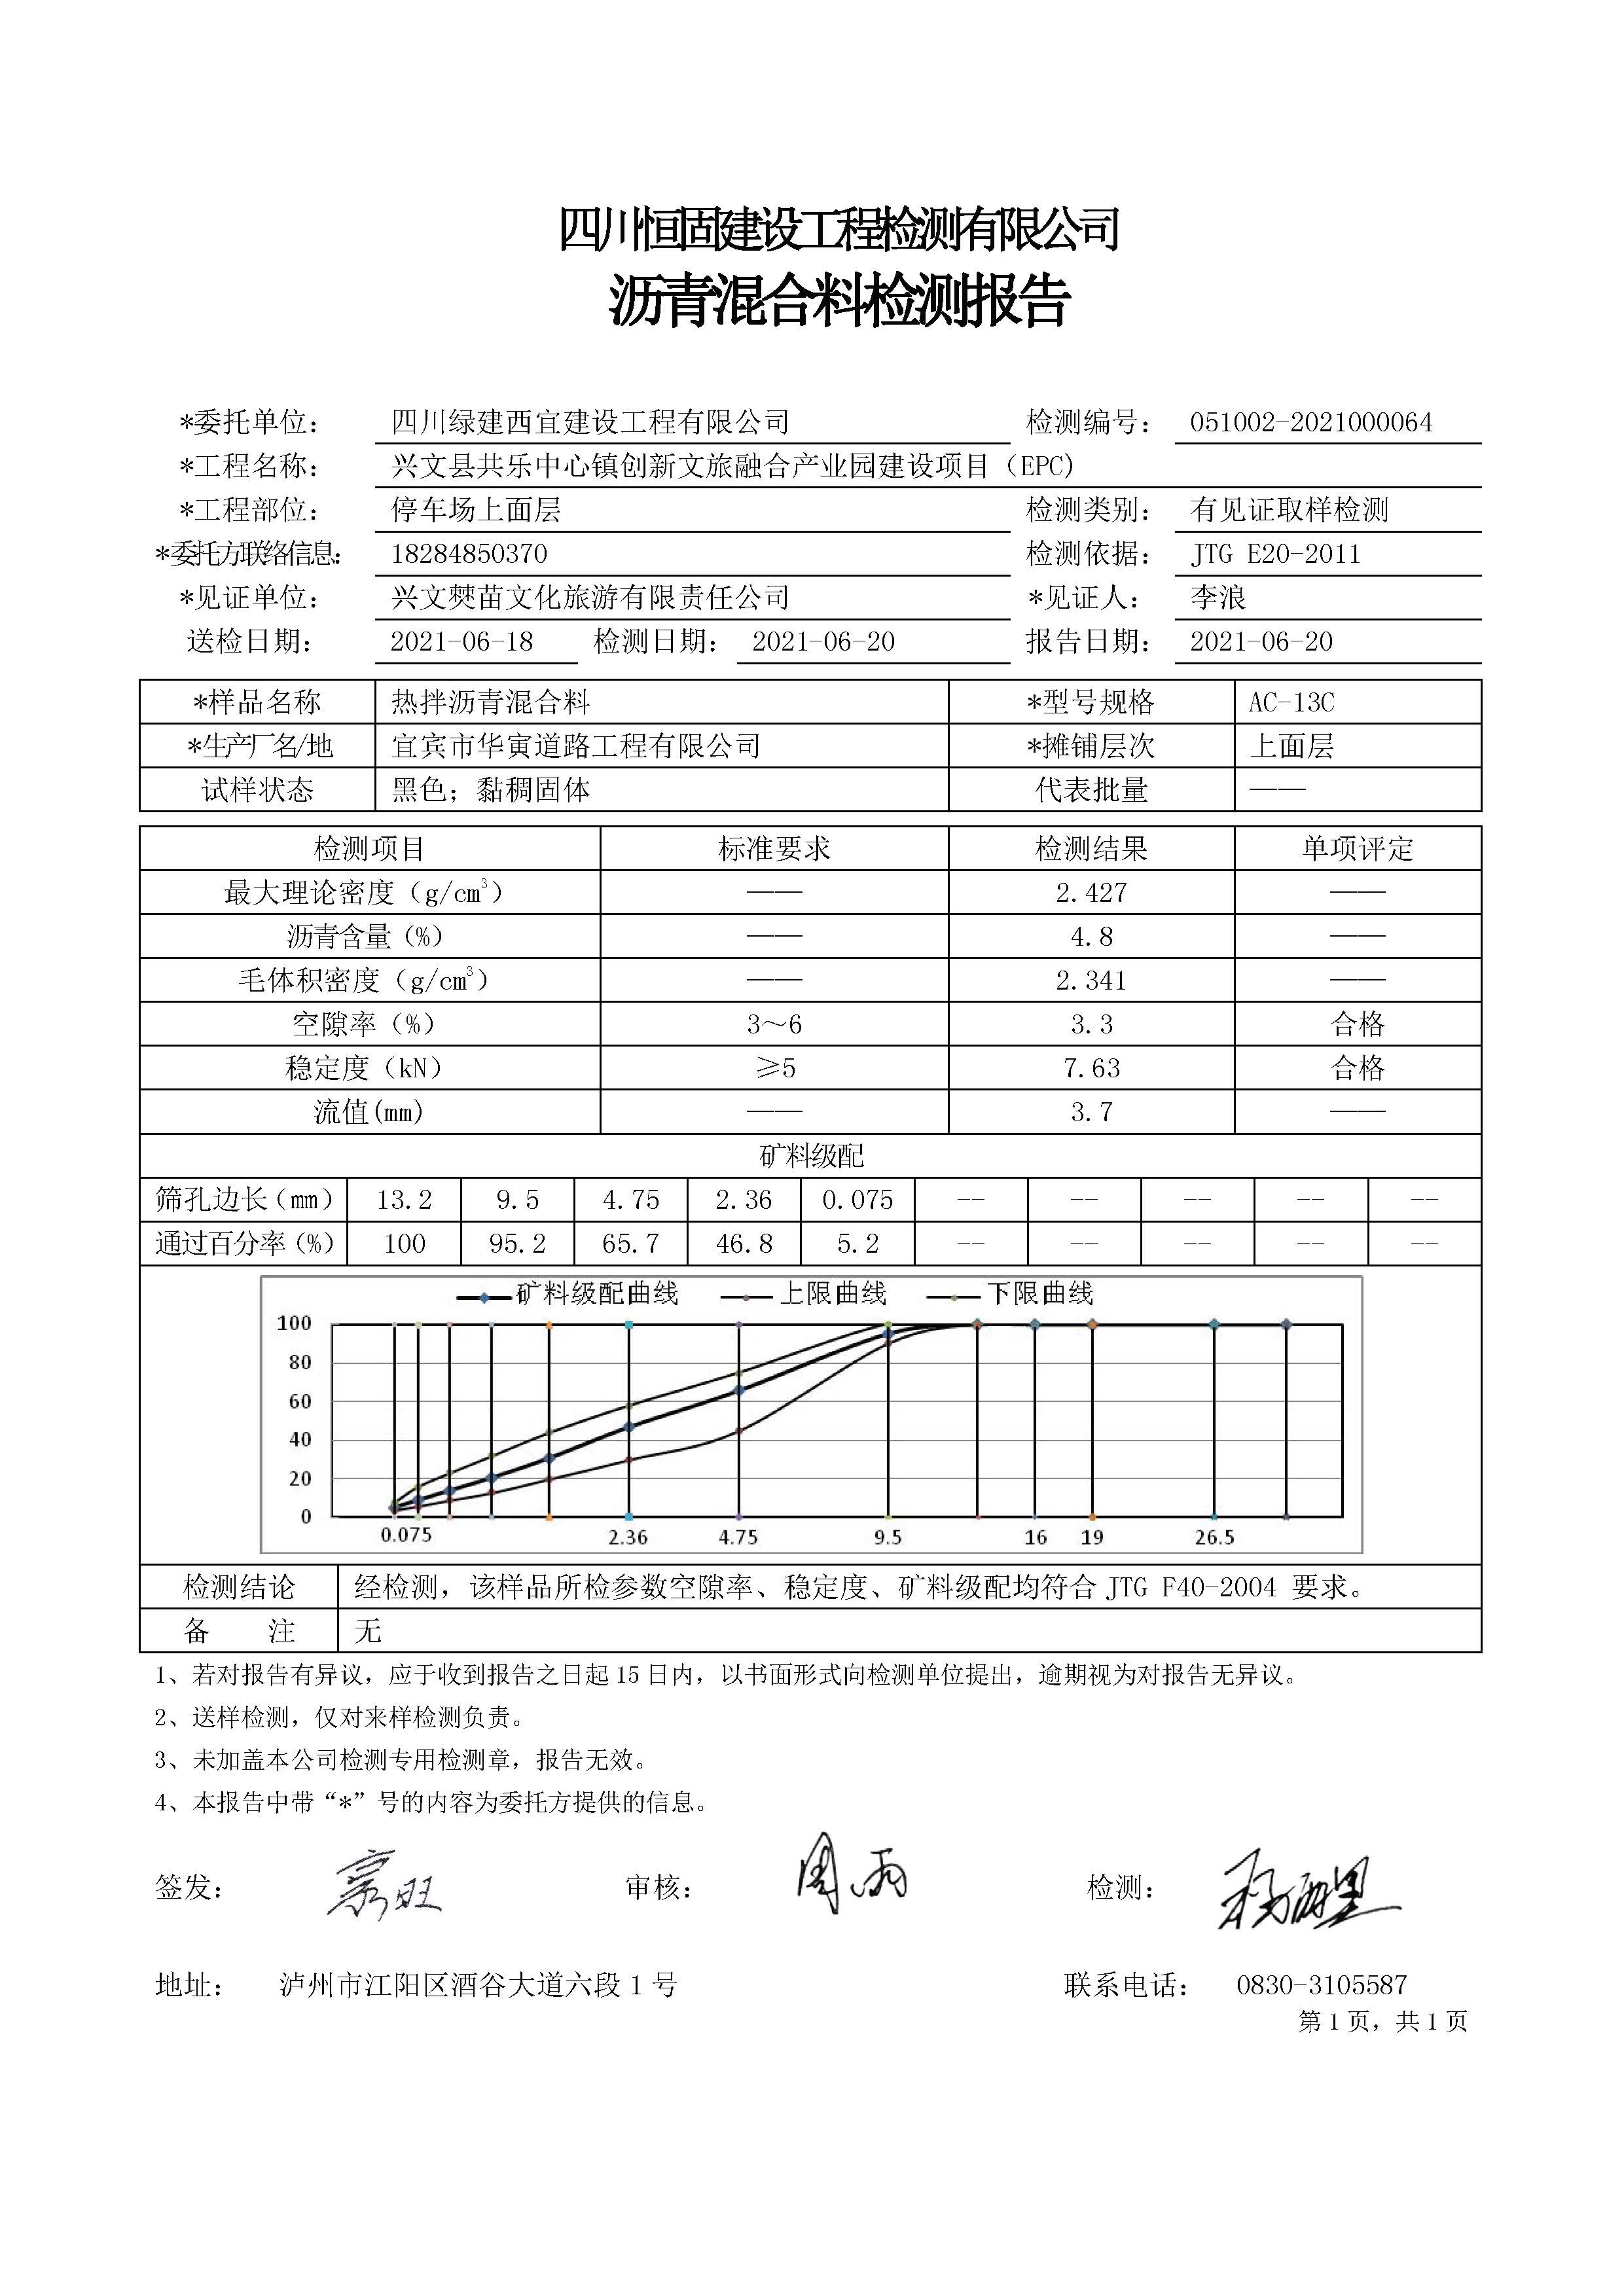 四川恒固建设工程检测有限公司
沥青混合料检测报告
*委托单位： 四川绿建西宜建设工程有限公司 检测编号： 051002-2021000064
*工程名称： 兴文县共乐中心镇创新文旅融合产业园建设项目（EPC)
*工程部位： 停车场上面层 检测类别： 有见证取样检测
*委托方联络信息： 18284850370 检测依据： JTG E20-2011
*见证单位： 兴文僰苗文化旅游有限责任公司 *见证人： 李浪
送检日期： 2021-06-18 检测日期： 2021-06-20 报告日期： 2021-06-20
*样品名称 热拌沥青混合料 *型号规格 AC-13C
*生产厂名/地 宜宾市华寅道路工程有限公司 *摊铺层次 上面层
试样状态 黑色；黏稠固体 代表批量 ——
检测项目 标准要求 检测结果 单项评定
最大理论密度（g/cm³） —— 2.427 ——
沥青含量（%） —— 4.8 ——
毛体积密度（g/cm³） —— 2.341 ——
空隙率（%） 3～6 3.3 合格
稳定度（kN） ≥5 7.63 合格
流值(mm) —— 3.7 ——
矿料级配
筛孔边长（mm） 13.2 9.5 4.75 2.36 0.075 -- -- -- -- --
通过百分率（%） 100 95.2 65.7 46.8 5.2 -- -- -- -- --
矿料级配曲线 上限曲线 下限曲线
100
80
60
40
20
0
0.075 2.36 4.75 9.5 16 19 26.5
检测结论 经检测，该样品所检参数空隙率、稳定度、矿料级配均符合 JTG F40-2004 要求。
备 注 无
1、若对报告有异议，应于收到报告之日起 15 日内，以书面形式向检测单位提出，逾期视为对报告无异议。
2、送样检测，仅对来样检测负责。
3、未加盖本公司检测专用检测章，报告无效。
4、本报告中带“*”号的内容为委托方提供的信息。
签发： 审核： 周雨 检测：
地址： 泸州市江阳区酒谷大道六段 1 号 联系电话： 0830-3105587
第 1 页，共 1 页